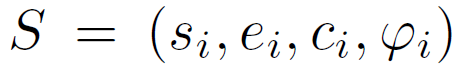 S = (s_i, e_i, c_i, φ_i)